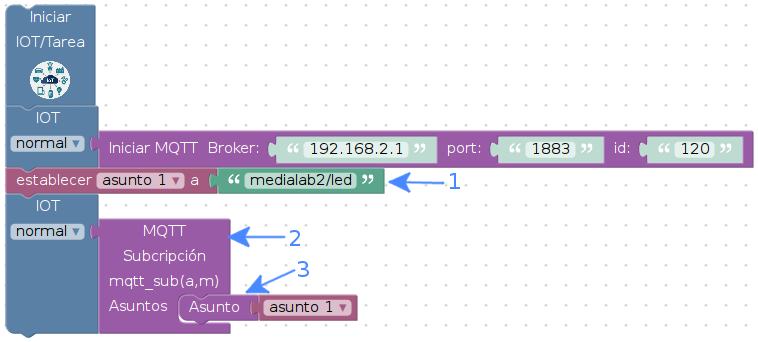 Iniciar
IOT/Tarea
IoT
IOT
normal ▾ Iniciar MQTT Broker: “ 192.168.2.1 ” port: “ 1883 ” id: “ 120 ”
establecer asunto 1 ▾ a “ medialab2/led ” 1
IOT
normal ▾ MQTT 2
Subcripción
mqtt_sub(a,m) 3
Asuntos Asunto asunto 1 ▾